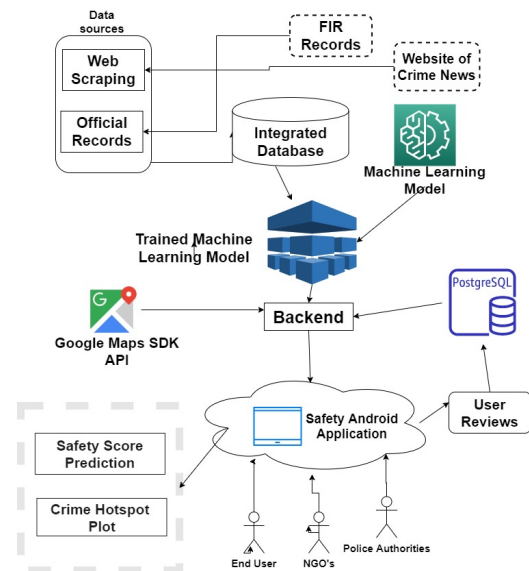 Data
sources
FIR
Records
Web
Scraping
Website of
Crime News
Official
Records
Integrated
Database
Machine Learning
Model
Trained Machine
Learning Model
PostgreSQL
G
Backend
Google Maps SDK
API
Safety Android
Application
User
Reviews
Safety Score
Prediction
Crime Hotspot
Plot
End User
NGO's
Police Authorities